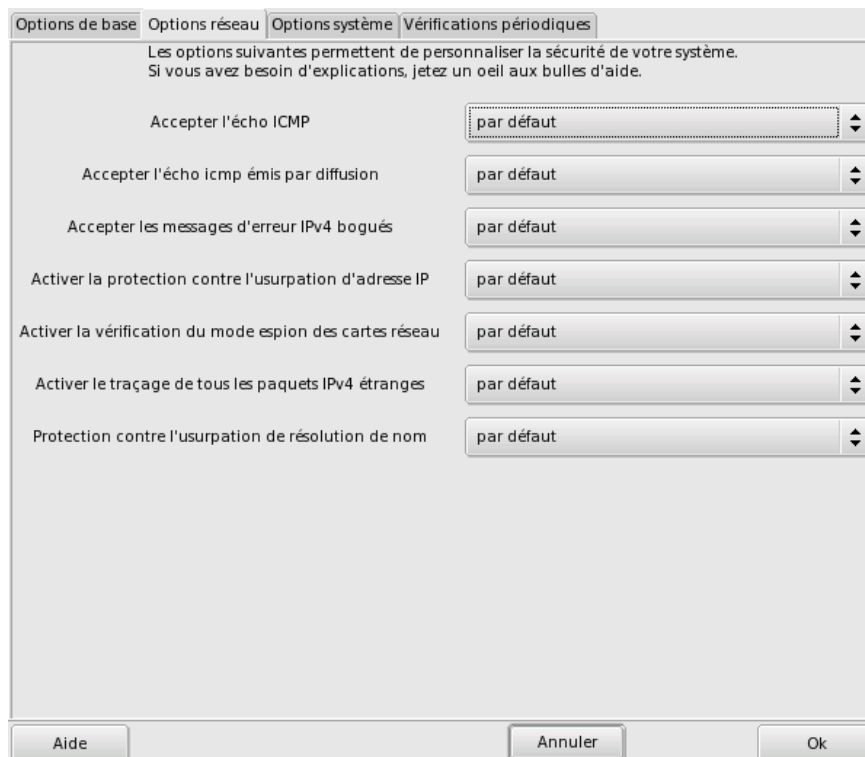 Options de base Options réseau Options système Vérifications périodiques
Les options suivantes permettent de personnaliser la sécurité de votre système.
Si vous avez besoin d'explications, jetez un oeil aux bulles d'aide.
Accepter l'écho ICMP par défaut
Accepter l'écho icmp émis par diffusion par défaut
Accepter les messages d'erreur IPv4 bogués par défaut
Activer la protection contre l'usurpation d'adresse IP par défaut
Activer la vérification du mode espion des cartes réseau par défaut
Activer le traçage de tous les paquets IPv4 étranges par défaut
Protection contre l'usurpation de résolution de nom par défaut
Aide Annuler Ok